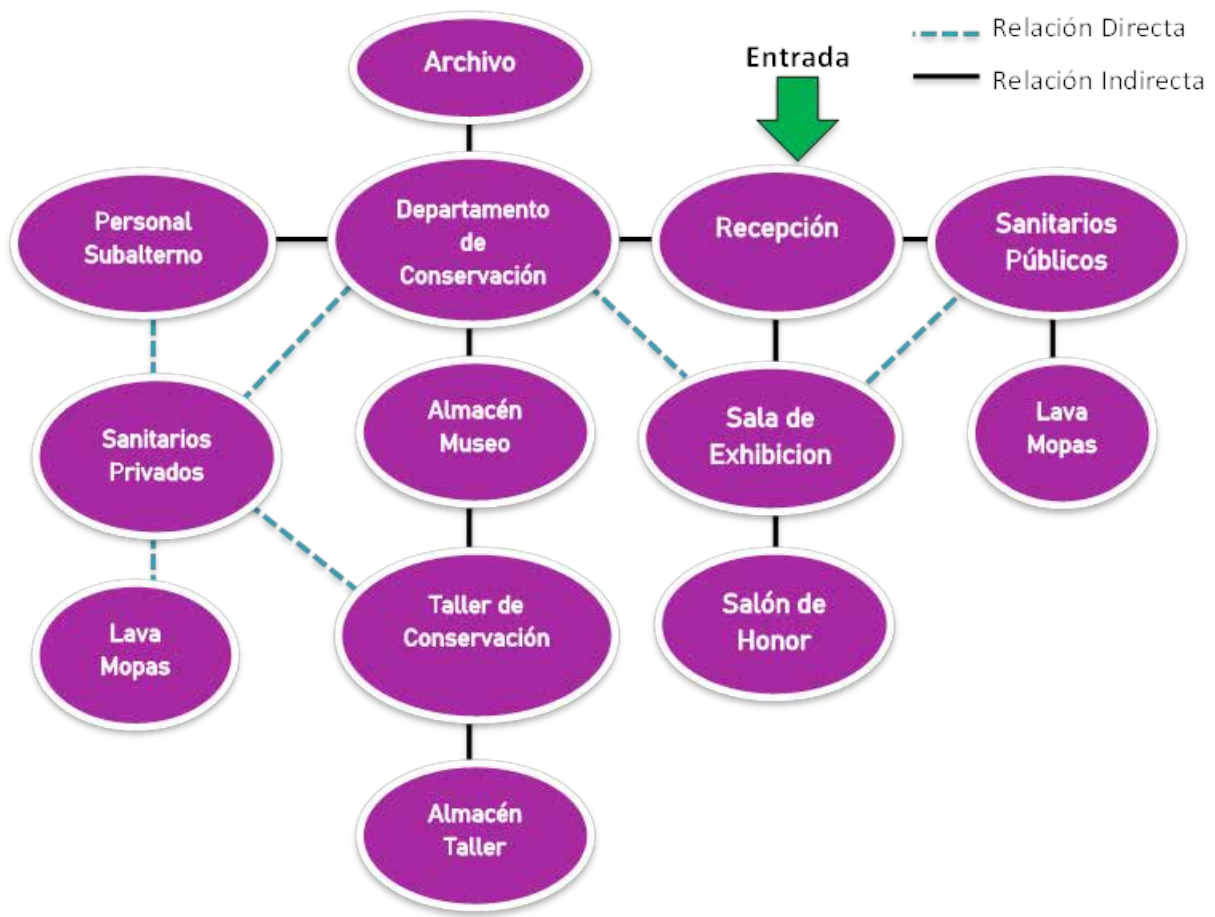 Relación Directa
Relación Indirecta
Entrada
Archivo
Personal
Subalterno
Departamento
de
Conservación
Recepción
Sanitarios
Públicos
Sanitarios
Privados
Almacén
Museo
Sala de
Exhibicion
Lava
Mopas
Lava
Mopas
Taller de
Conservación
Salón de
Honor
Almacén
Taller